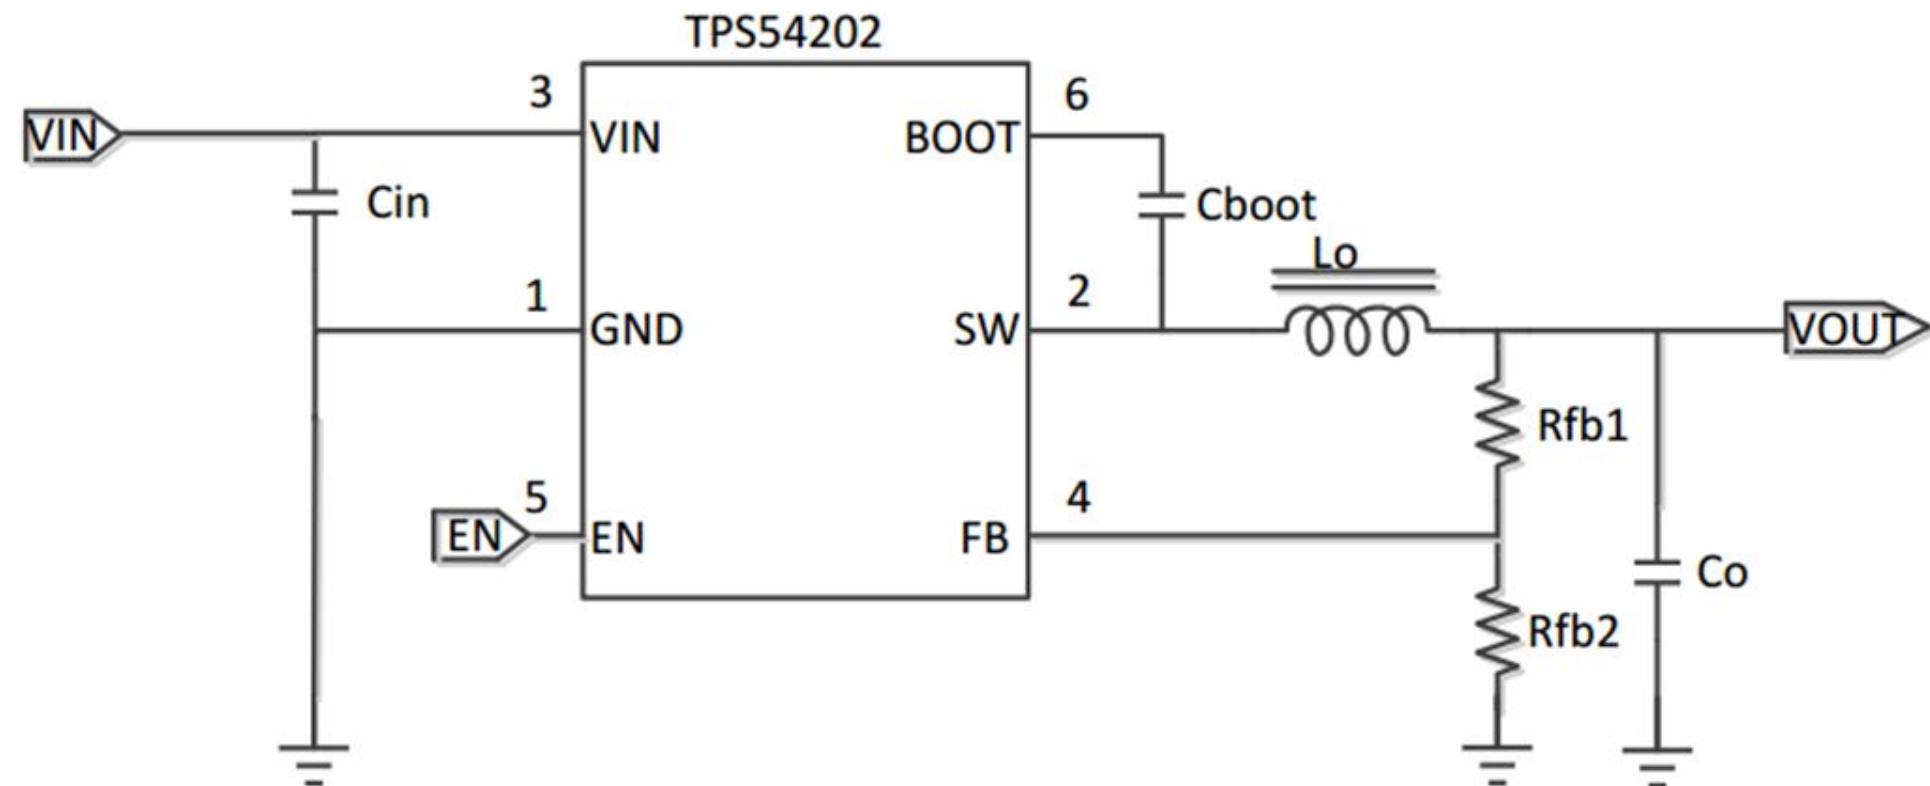 TPS54202
3
6
VIN
VIN
BOOT
Cin
Cboot
Lo
1
2
GND
SW
VOUT
Rfb1
5
4
EN
EN
FB
Co
Rfb2